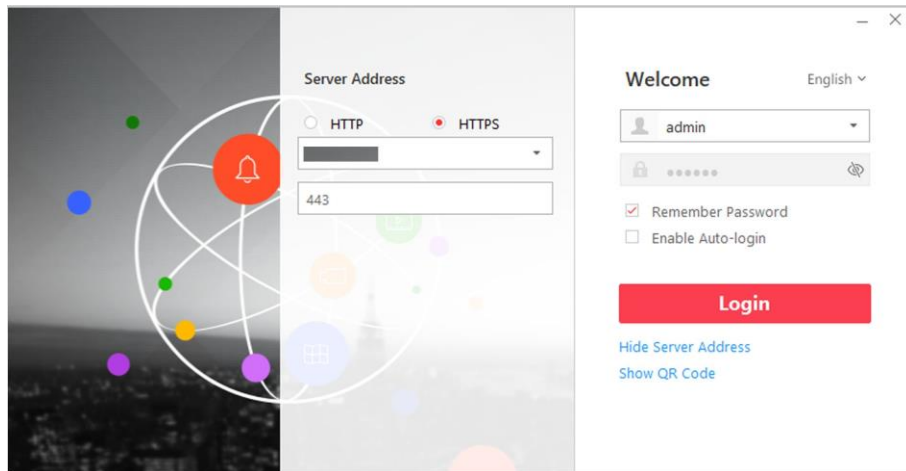 Server Address
HTTP HTTPS
443
Welcome English
admin
Remember Password
Enable Auto-login
Login
Hide Server Address
Show QR Code